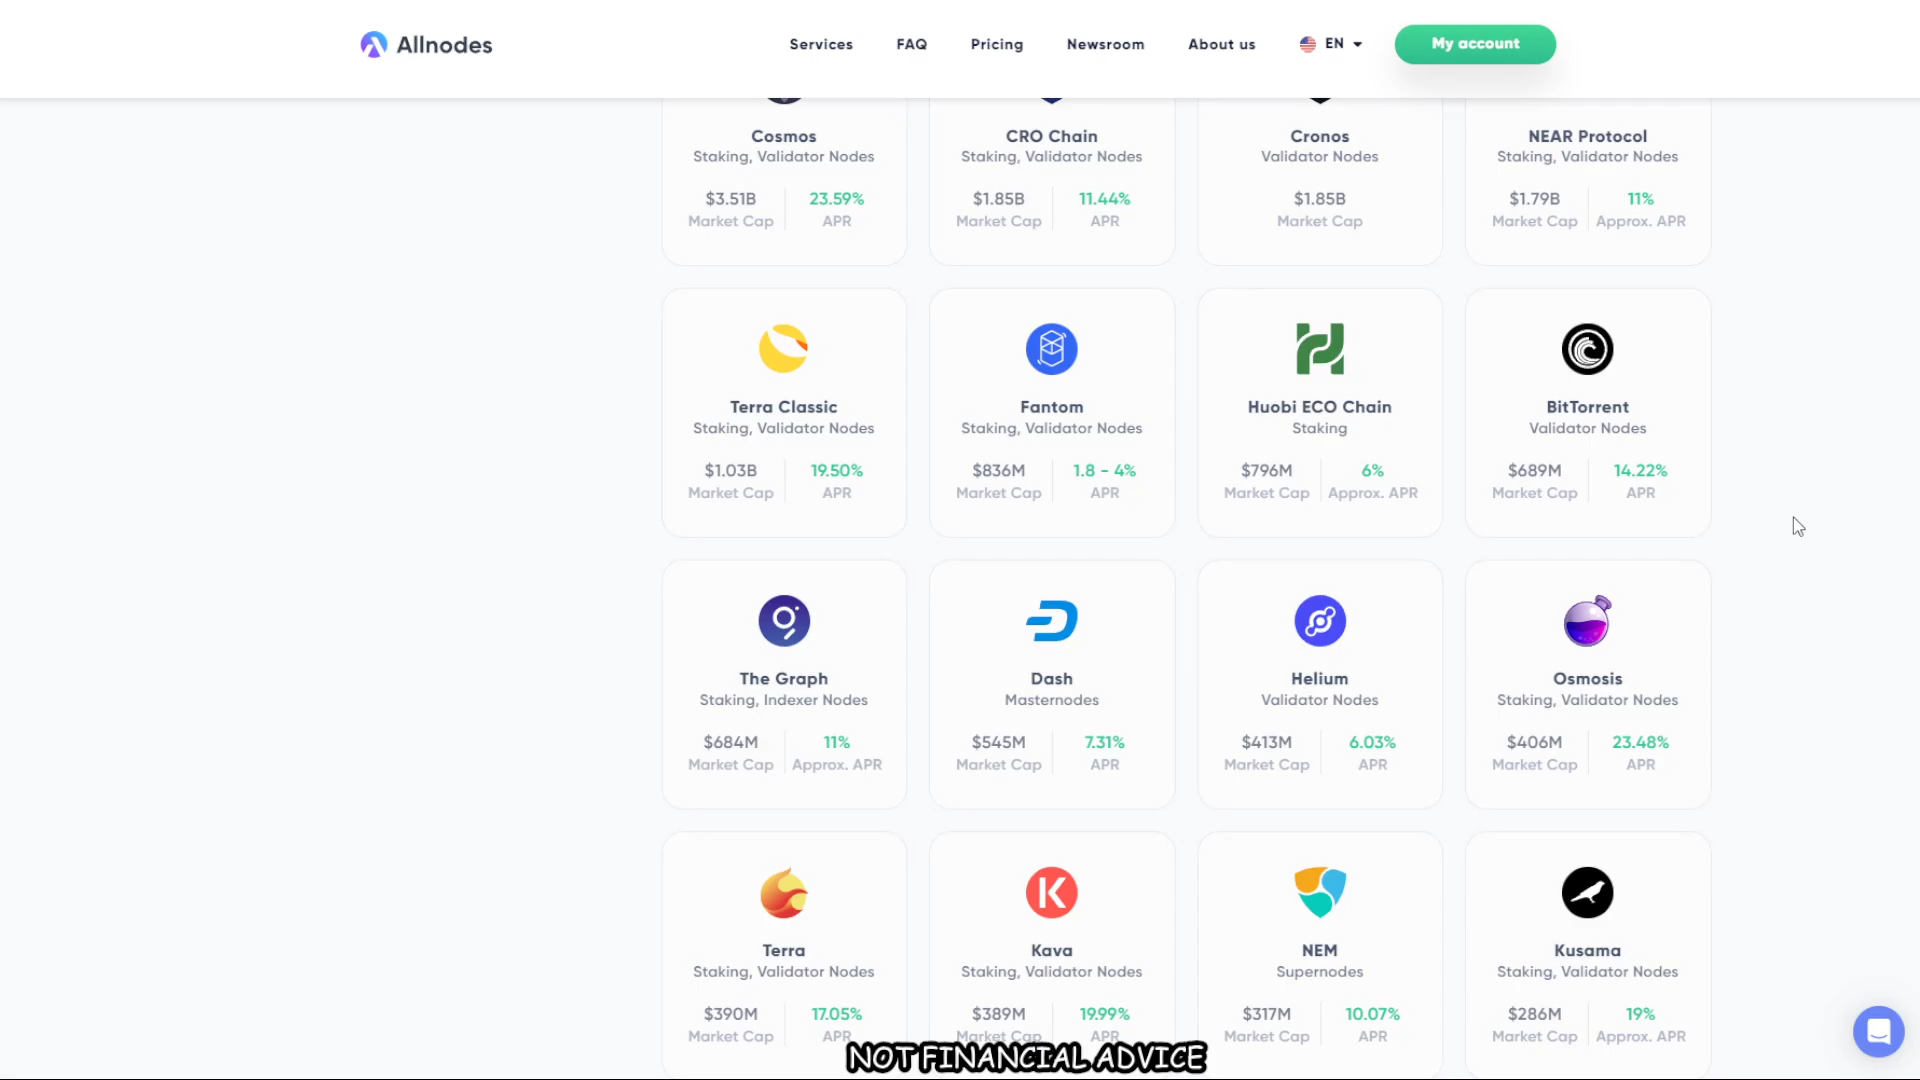 Allnodes
Services FAQ Pricing Newsroom About us EN My account
Cosmos CRO Chain Cronos NEAR Protocol
Staking, Validator Nodes Staking, Validator Nodes Validator Nodes Staking, Validator Nodes
$3.51B 23.59% $1.85B 11.44% $1.85B $1.79B 11%
Market Cap APR Market Cap APR Market Cap Market Cap Approx. APR
Terra Classic Fantom Huobi ECO Chain BitTorrent
Staking, Validator Nodes Staking, Validator Nodes Staking Validator Nodes
$1.03B 19.50% $836M 1.8 - 4% $796M 6% $689M 14.22%
Market Cap APR Market Cap APR Market Cap Approx. APR Market Cap APR
The Graph Dash Helium Osmosis
Staking, Indexer Nodes Masternodes Validator Nodes Staking, Validator Nodes
$684M 11% $545M 7.31% $413M 6.03% $406M 23.48%
Market Cap Approx. APR Market Cap APR Market Cap APR Market Cap APR
Terra Kava NEM Kusama
Staking, Validator Nodes Staking, Validator Nodes Supernodes Staking, Validator Nodes
$390M 17.05% $389M 19.99% $317M 10.07% $286M 19%
Market Cap APR Market Cap APR Market Cap APR Market Cap Approx. APR
NOT FINANCIAL ADVICE